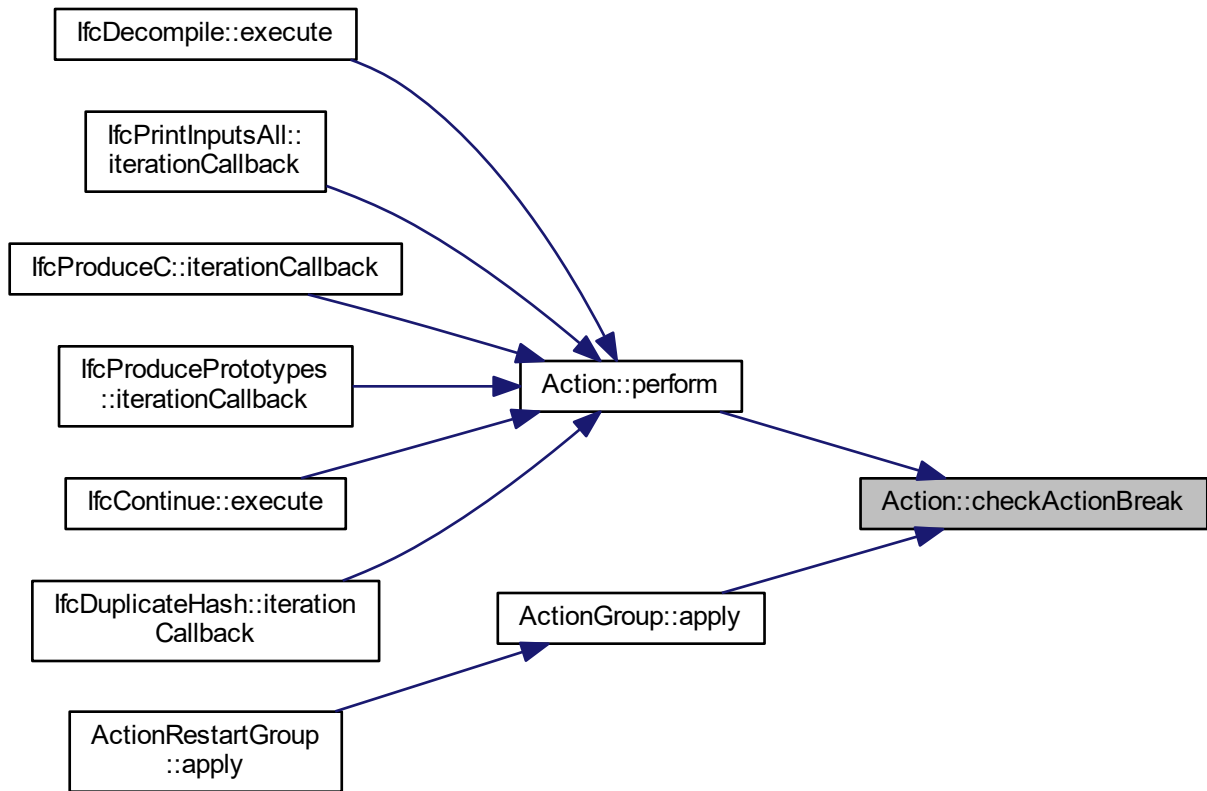 IfcDecompile::execute
IfcPrintInputsAll::
iterationCallback
IfcProduceC::iterationCallback
IfcProducePrototypes
::iterationCallback
Action::perform
IfcContinue::execute
Action::checkActionBreak
IfcDuplicateHash::iteration
Callback
ActionGroup::apply
ActionRestartGroup
::apply